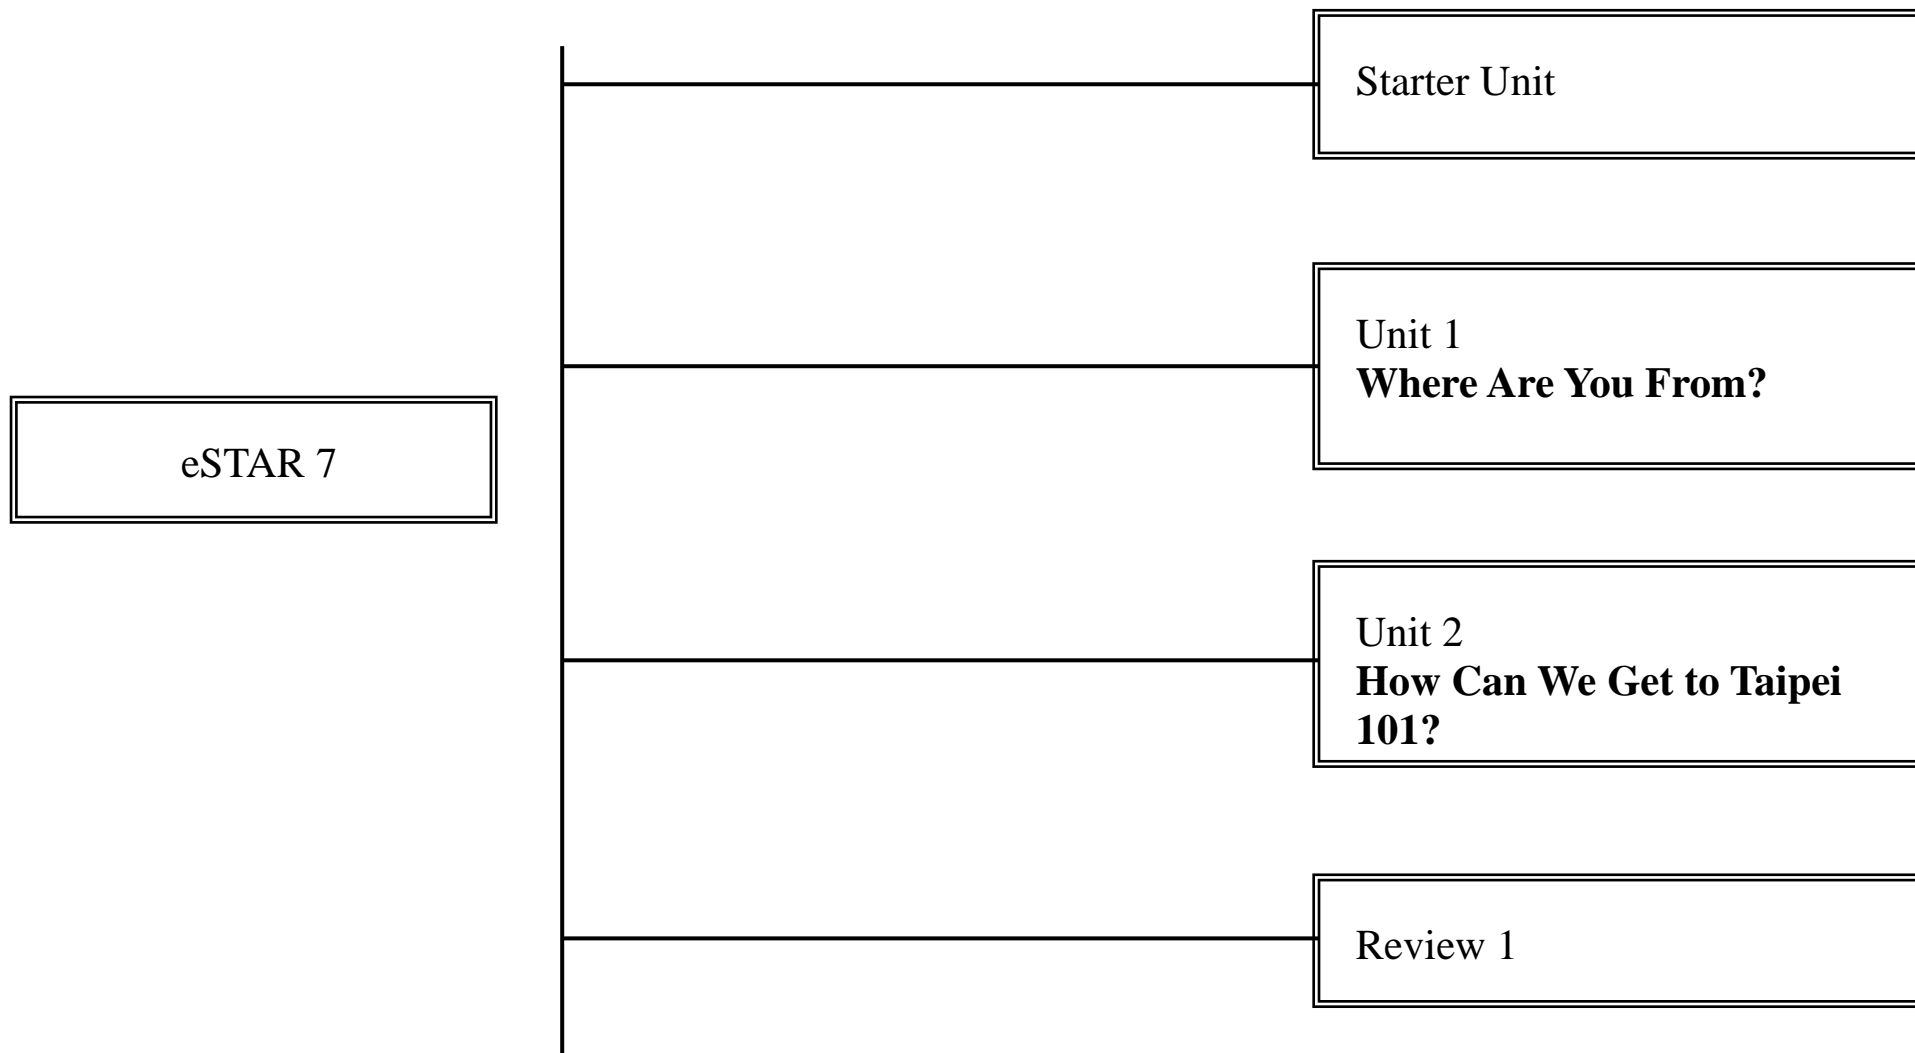 Starter Unit
Unit 1
Where Are You From?
eSTAR 7
Unit 2
How Can We Get to Taipei
101?
Review 1